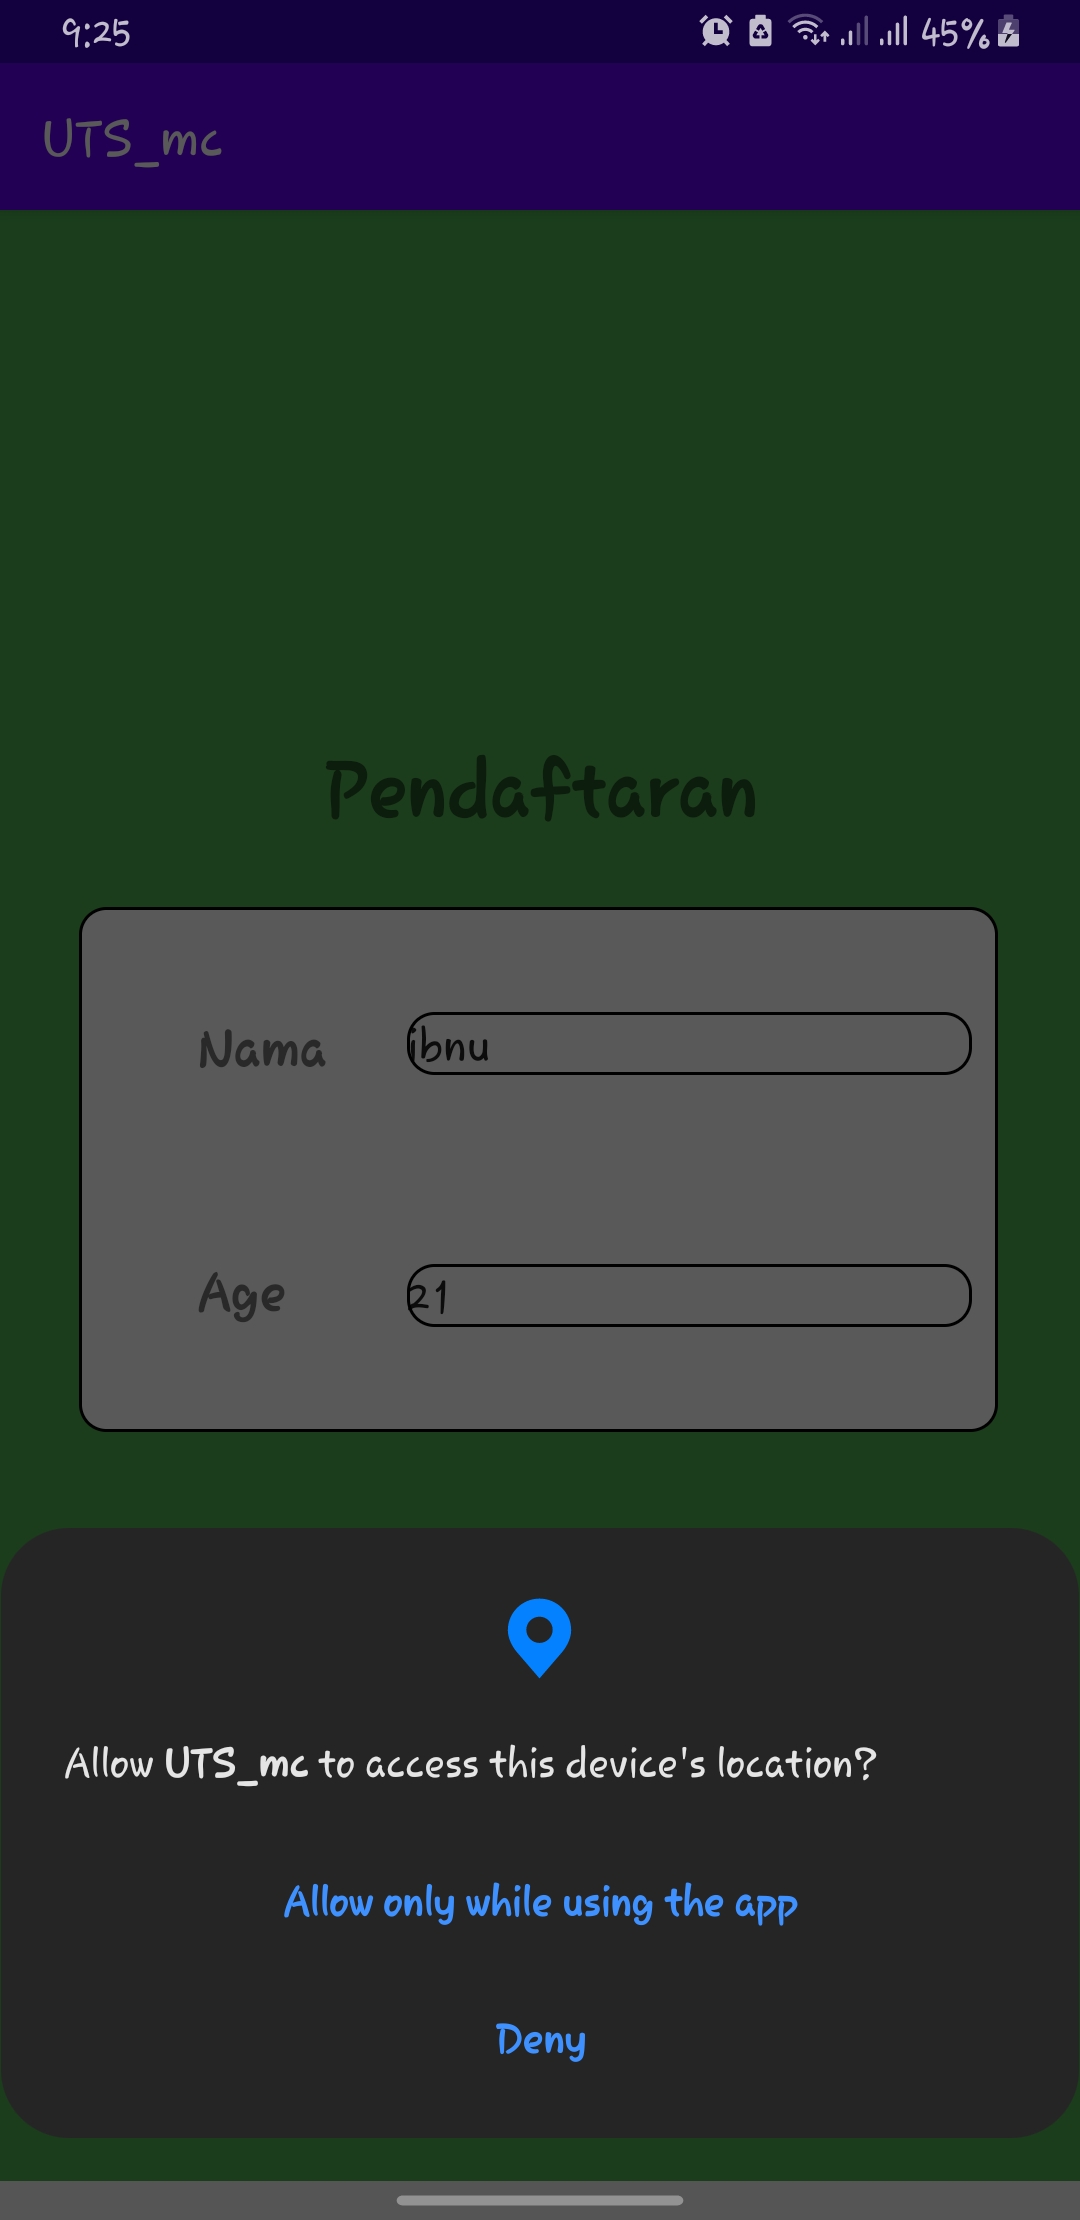 9:25
45%
UTS_mc
Pendaftaran
Nama
ibnu
Age
21
Allow UTS_mc to access this device's location?
Allow only while using the app
Deny